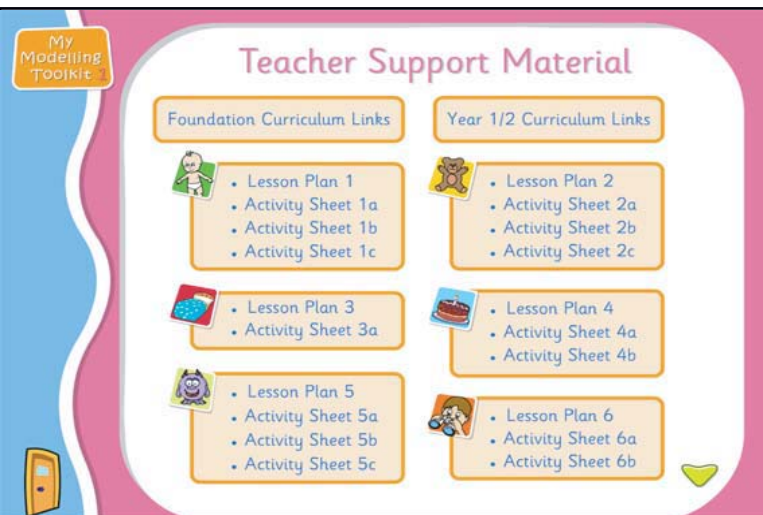 My
Modelling
Toolkit 1
Teacher Support Material
Foundation Curriculum Links
Year 1/2 Curriculum Links
• Lesson Plan 1
• Activity Sheet 1a
• Activity Sheet 1b
• Activity Sheet 1c
• Lesson Plan 2
• Activity Sheet 2a
• Activity Sheet 2b
• Activity Sheet 2c
• Lesson Plan 3
• Activity Sheet 3a
• Lesson Plan 4
• Activity Sheet 4a
• Activity Sheet 4b
• Lesson Plan 5
• Activity Sheet 5a
• Activity Sheet 5b
• Activity Sheet 5c
• Lesson Plan 6
• Activity Sheet 6a
• Activity Sheet 6b